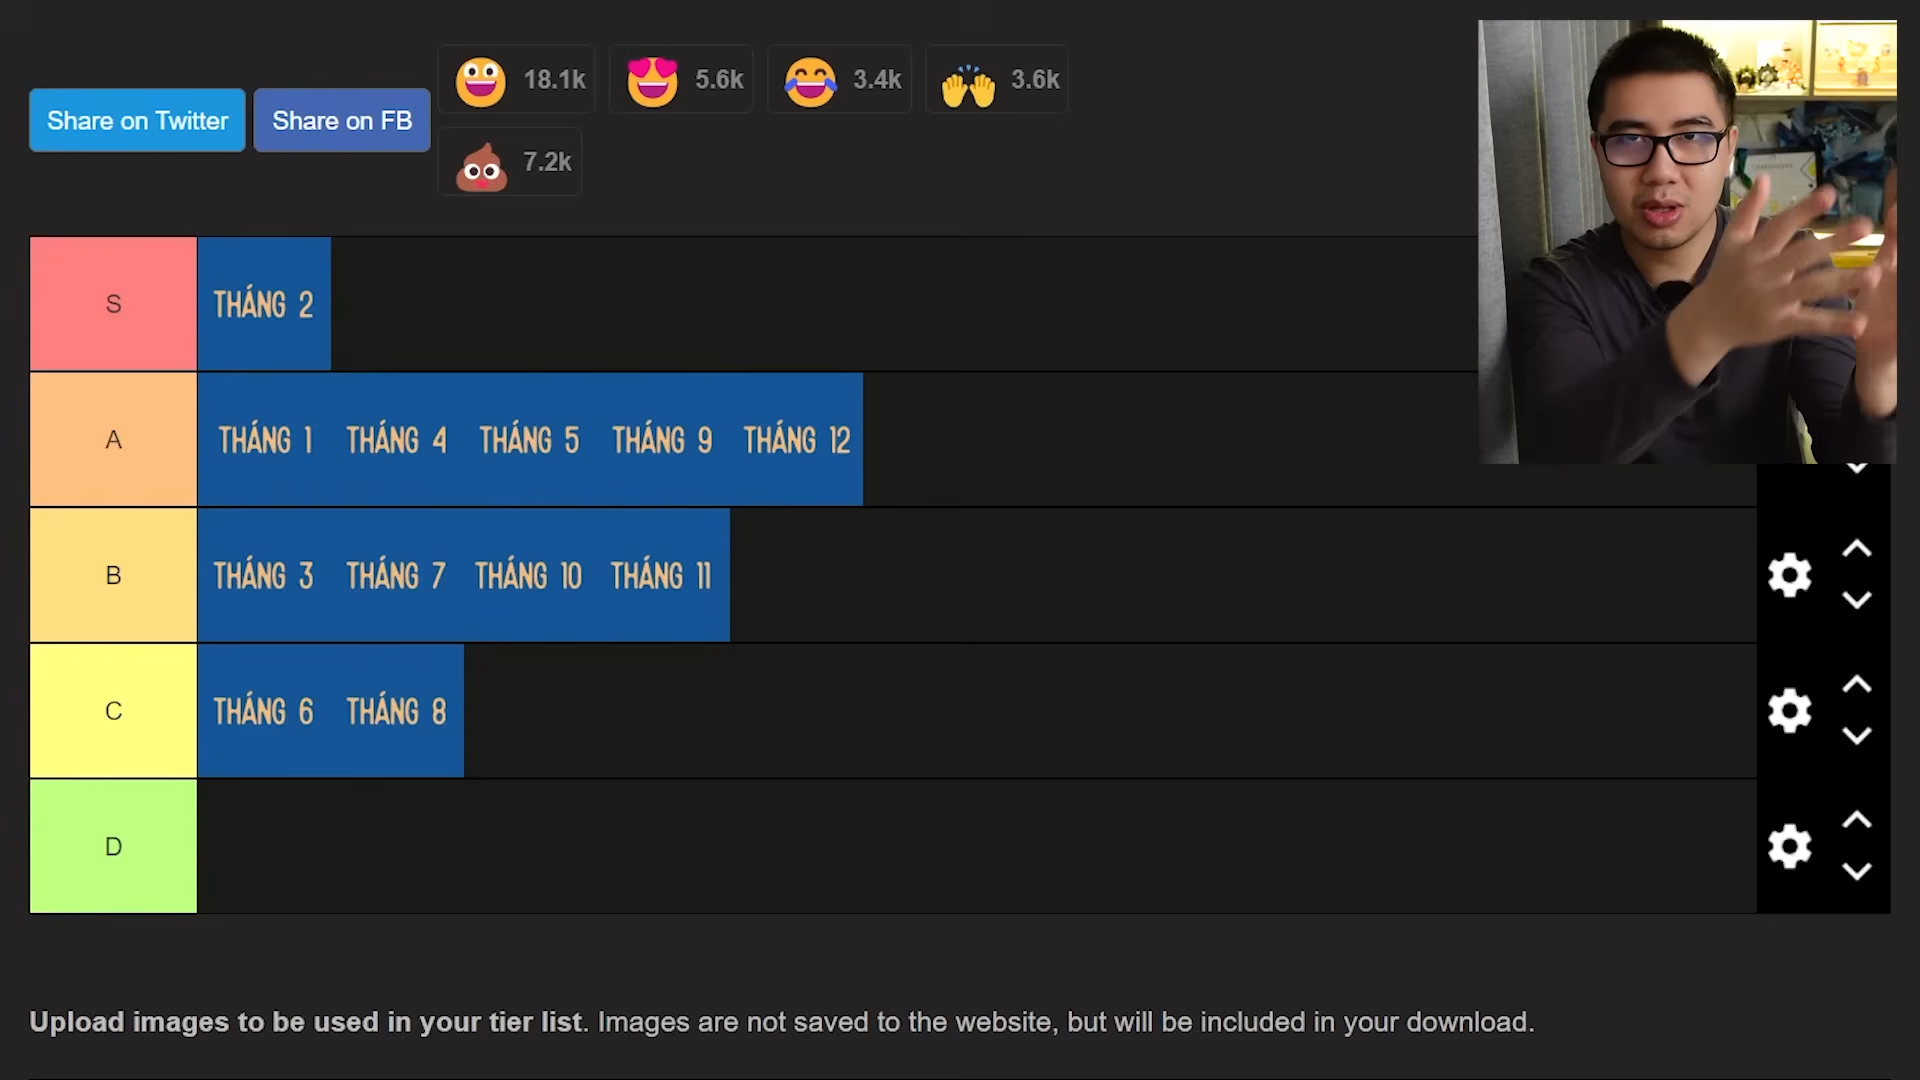 Share on Twitter
Share on FB
18.1k
5.6k
3.4k
3.6k
7.2k
S
THÁNG 2
A
THÁNG 1 THÁNG 4 THÁNG 5 THÁNG 9 THÁNG 12
B
THÁNG 3 THÁNG 7 THÁNG 10 THÁNG 11
C
THÁNG 6 THÁNG 8
D
Upload images to be used in your tier list. Images are not saved to the website, but will be included in your download.